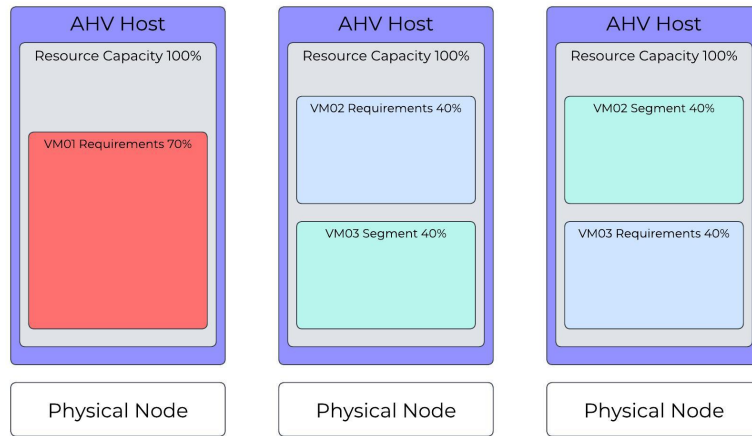 AHV Host
Resource Capacity 100%
VM01 Requirements 70%
Physical Node
AHV Host
Resource Capacity 100%
VM02 Requirements 40%
VM03 Segment 40%
Physical Node
AHV Host
Resource Capacity 100%
VM02 Segment 40%
VM03 Requirements 40%
Physical Node